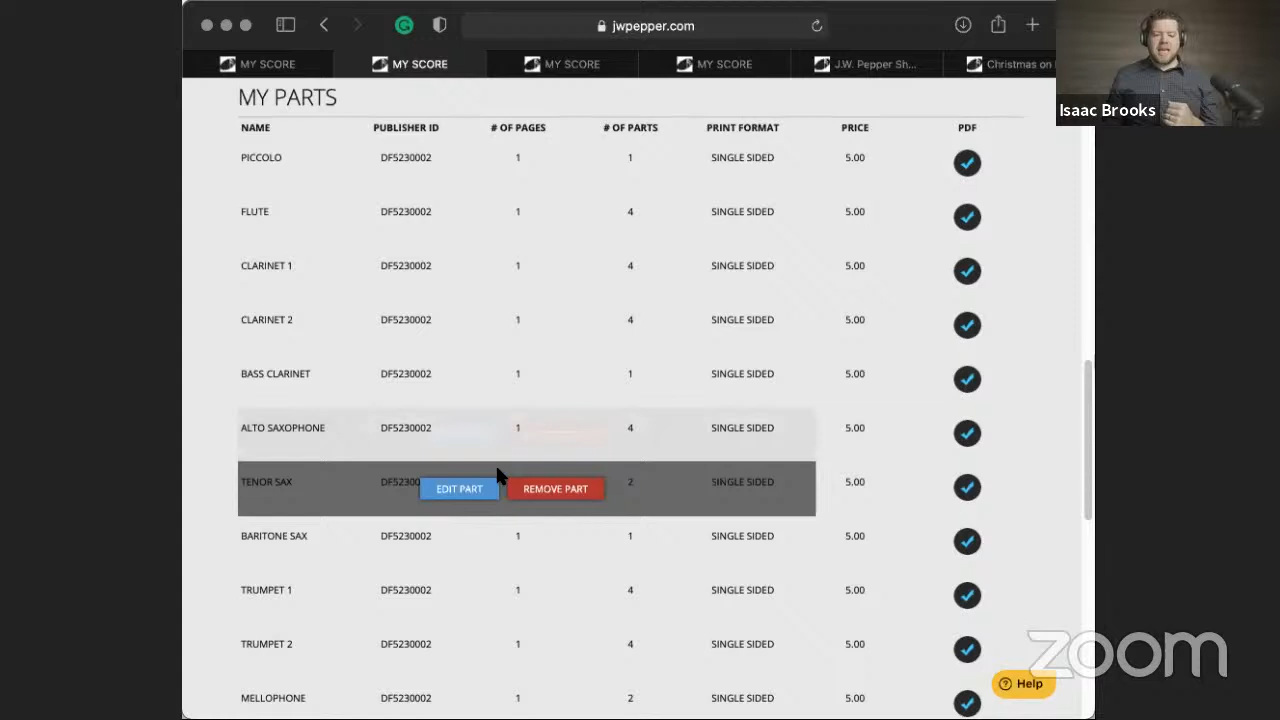 jwpepper.com
MY SCORE MY SCORE MY SCORE MY SCORE J.W. Pepper Sh... Christmas on
Isaac Brooks
MY PARTS
NAME PUBLISHER ID # OF PAGES # OF PARTS PRINT FORMAT PRICE PDF
PICCOLO DF5230002 1 1 SINGLE SIDED 5.00
FLUTE DF5230002 1 4 SINGLE SIDED 5.00
CLARINET 1 DF5230002 1 4 SINGLE SIDED 5.00
CLARINET 2 DF5230002 1 4 SINGLE SIDED 5.00
BASS CLARINET DF5230002 1 1 SINGLE SIDED 5.00
ALTO SAXOPHONE DF5230002 1 4 SINGLE SIDED 5.00
TENOR SAX DF52300 EDIT PART REMOVE PART 2 SINGLE SIDED 5.00
BARITONE SAX DF5230002 1 1 SINGLE SIDED 5.00
TRUMPET 1 DF5230002 1 4 SINGLE SIDED 5.00
TRUMPET 2 DF5230002 1 4 SINGLE SIDED 5.00
MELLOPHONE DF5230002 1 2 SINGLE SIDED 5.00
zoom
Help